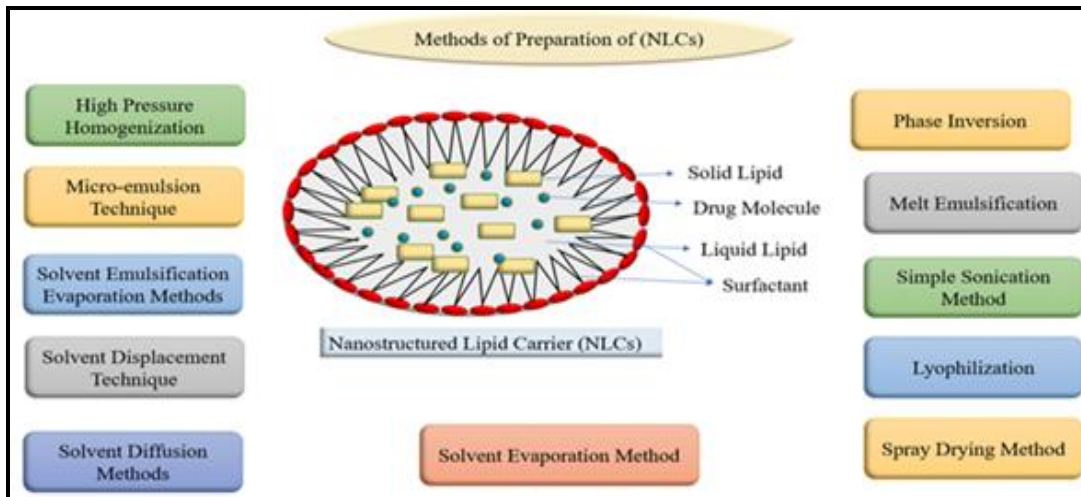 Methods of Preparation of (NLCs)
High Pressure
Homogenization
Micro-emulsion
Technique
Solvent Emulsification
Evaporation Methods
Solvent Displacement
Technique
Solvent Diffusion
Methods
Solid Lipid
Drug Molecule
Liquid Lipid
Surfactant
Nanostructured Lipid Carrier (NLCs)
Solvent Evaporation Method
Phase Inversion
Melt Emulsification
Simple Sonication
Method
Lyophilization
Spray Drying Method